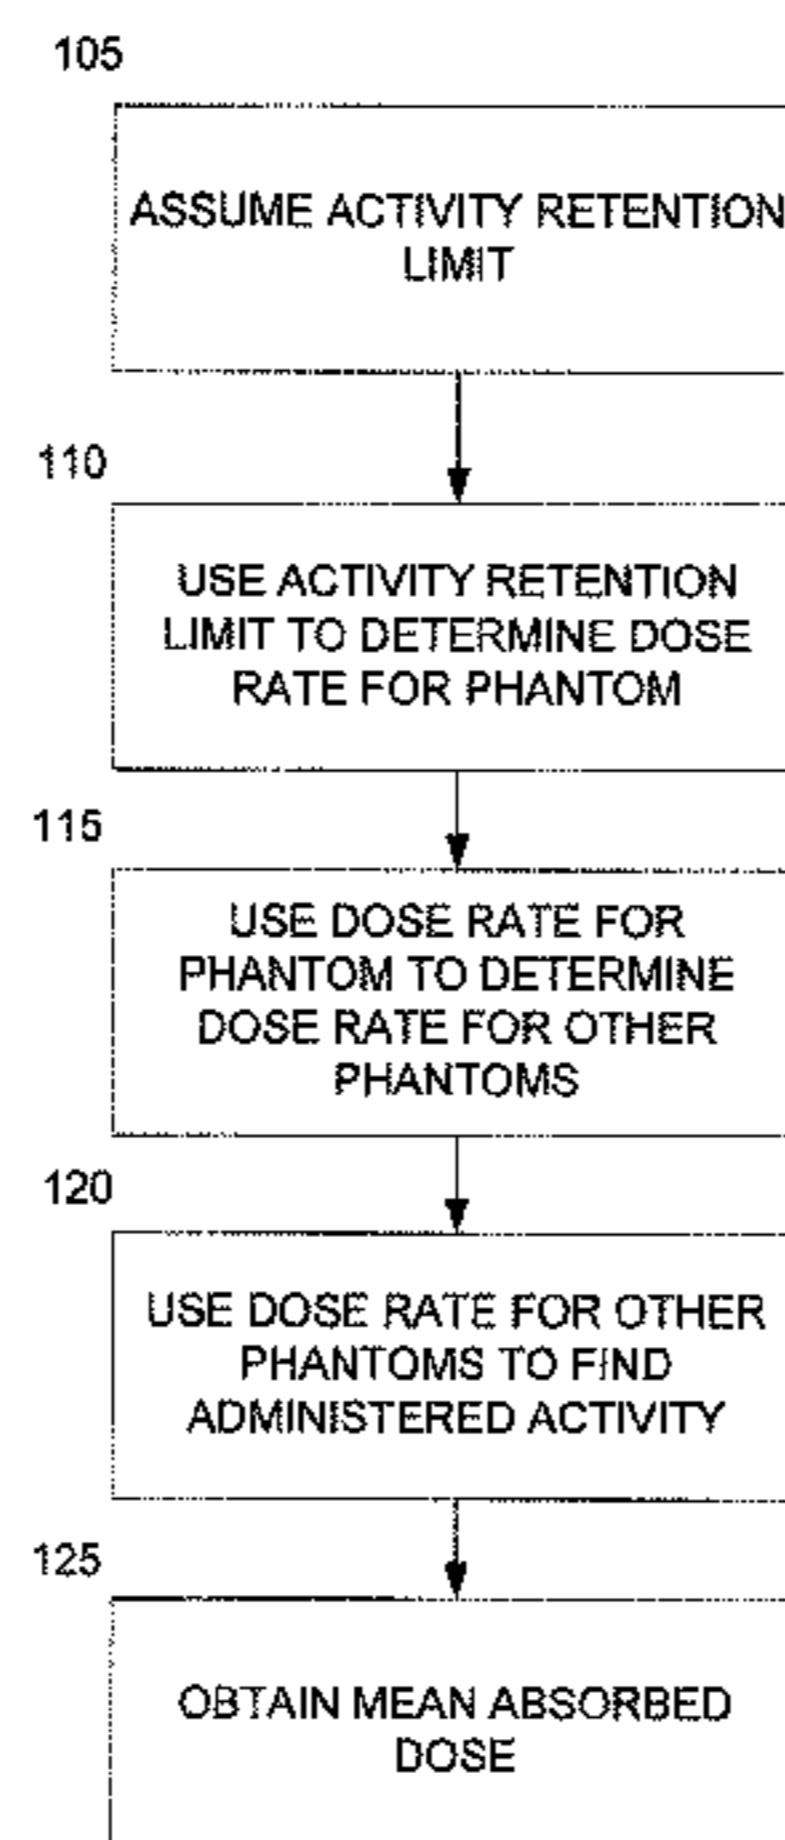 105
ASSUME ACTIVITY RETENTION
LIMIT
110
USE ACTIVITY RETENTION
LIMIT TO DETERMINE DOSE
RATE FOR PHANTOM
115
USE DOSE RATE FOR
PHANTOM TO DETERMINE
DOSE RATE FOR OTHER
PHANTOMS
120
USE DOSE RATE FOR OTHER
PHANTOMS TO FIND
ADMINISTERED ACTIVITY
125
OBTAIN MEAN ABSORBED
DOSE